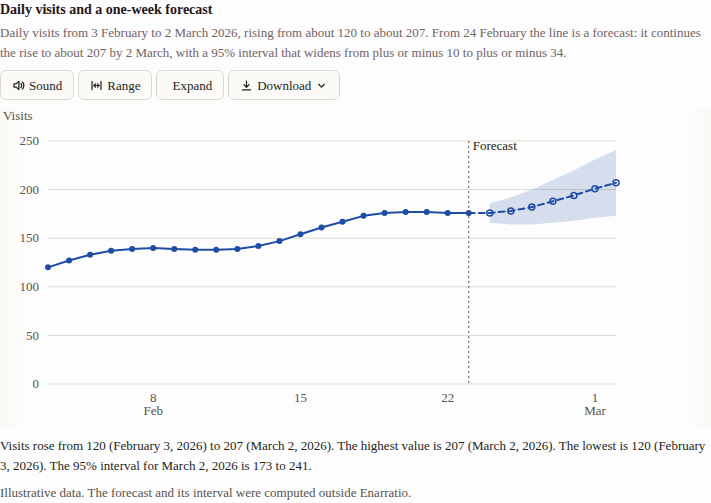 Daily visits and a one-week forecast
Daily visits from 3 February to 2 March 2026, rising from about 120 to about 207. From 24 February the line is a forecast: it continues
the rise to about 207 by 2 March, with a 95% interval that widens from plus or minus 10 to plus or minus 34.
Sound Range Expand Download
Visits
Forecast
250
200
150
100
50
0
8 15 22 1
Feb Mar
Visits rose from 120 (February 3, 2026) to 207 (March 2, 2026). The highest value is 207 (March 2, 2026). The lowest is 120 (February
3, 2026). The 95% interval for March 2, 2026 is 173 to 241.
Illustrative data. The forecast and its interval were computed outside Enarratio.